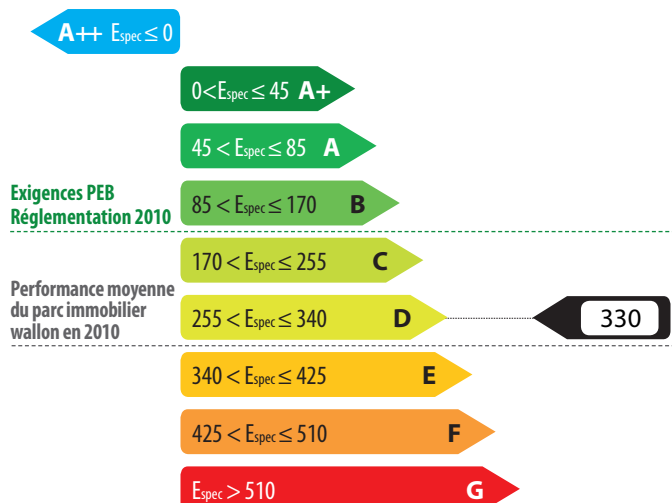 A++ Espec ≤ 0
0<Espec ≤ 45 A+
45 < Espec ≤ 85 A
Exigences PEB
Réglementation 2010
85 < Espec ≤ 170 B
170 < Espec ≤ 255 C
Performance moyenne
du parc immobilier
wallon en 2010
255 < Espec ≤ 340 D
330
340 < Espec ≤ 425 E
425 < Espec ≤ 510 F
Espec > 510 G